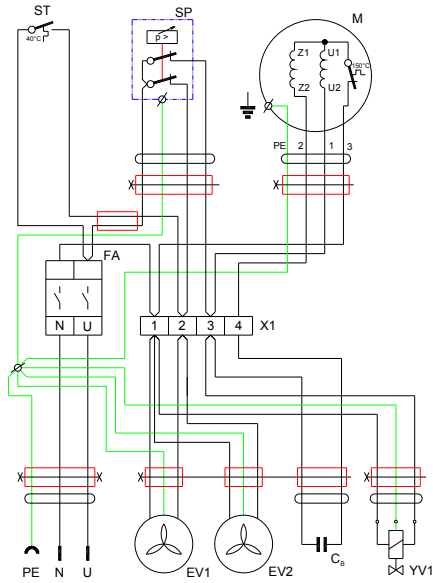 ST
SP
M
40°C
p >
Z1 U1
150°C
Z2 U2
PE 2 1 3
FA
N U
1 2 3 4 X1
PE N U
EV1 EV2 CB YV1